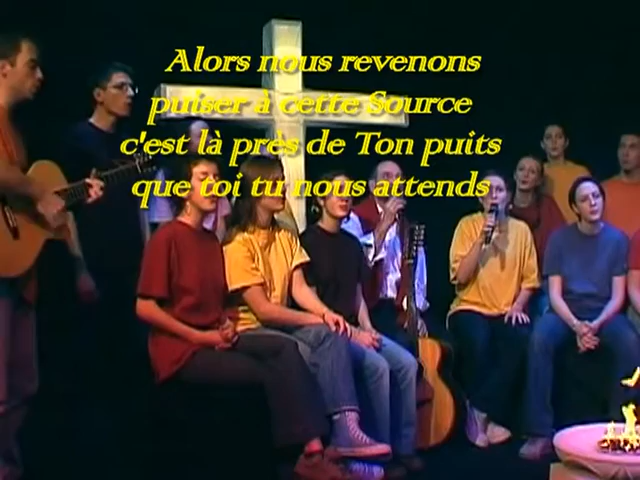 Alors nous revenons
puiser à cette Source
c'est là près de Ton puits
que toi tu nous attends